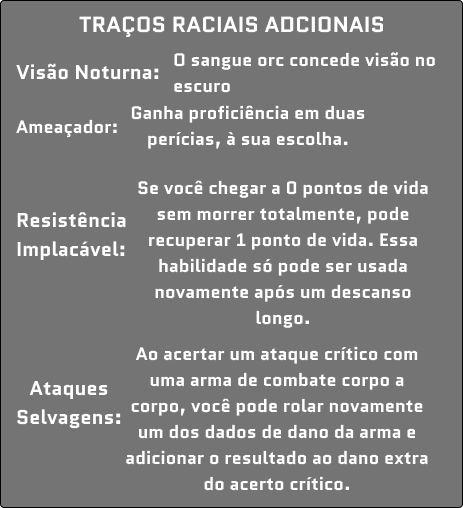 TRAÇOS RACIAIS ADCIONAIS
Visão Noturna:
O sangue orc concede visão no
escuro
Ameaçador:
Ganha proficiência em duas
perícias, à sua escolha.
Resistência
Implacável:
Se você chegar a 0 pontos de vida
sem morrer totalmente, pode
recuperar 1 ponto de vida. Essa
habilidade só pode ser usada
novamente após um descanso
longo.
Ataques
Selvagens:
Ao acertar um ataque crítico com
uma arma de combate corpo a
corpo, você pode rolar novamente
um dos dados de dano da arma e
adicionar o resultado ao dano extra
do acerto crítico.